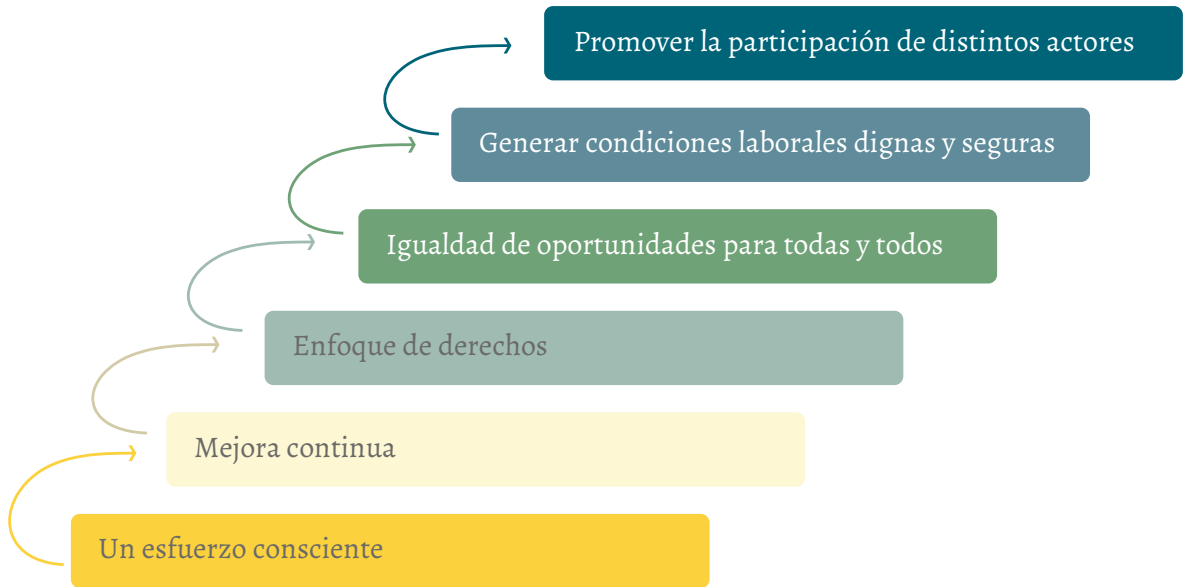 Promover la participación de distintos actores
Generar condiciones laborales dignas y seguras
Igualdad de oportunidades para todas y todos
Enfoque de derechos
Mejora continua
Un esfuerzo consciente